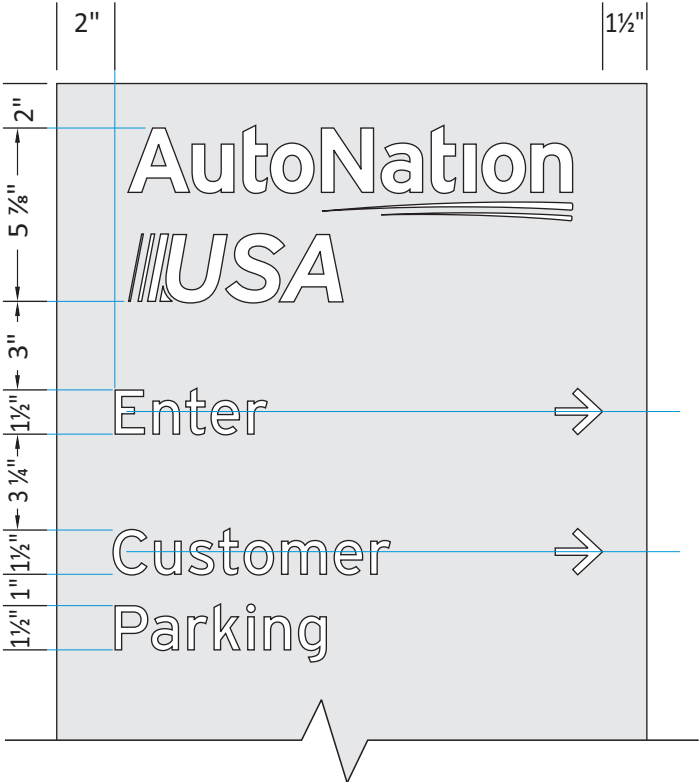 2" 1½"
2"
AutoNation
5 ⅞"
USA
3"
1½"
Enter
3 ¼"
1½"
Customer
1"
1½"
Parking